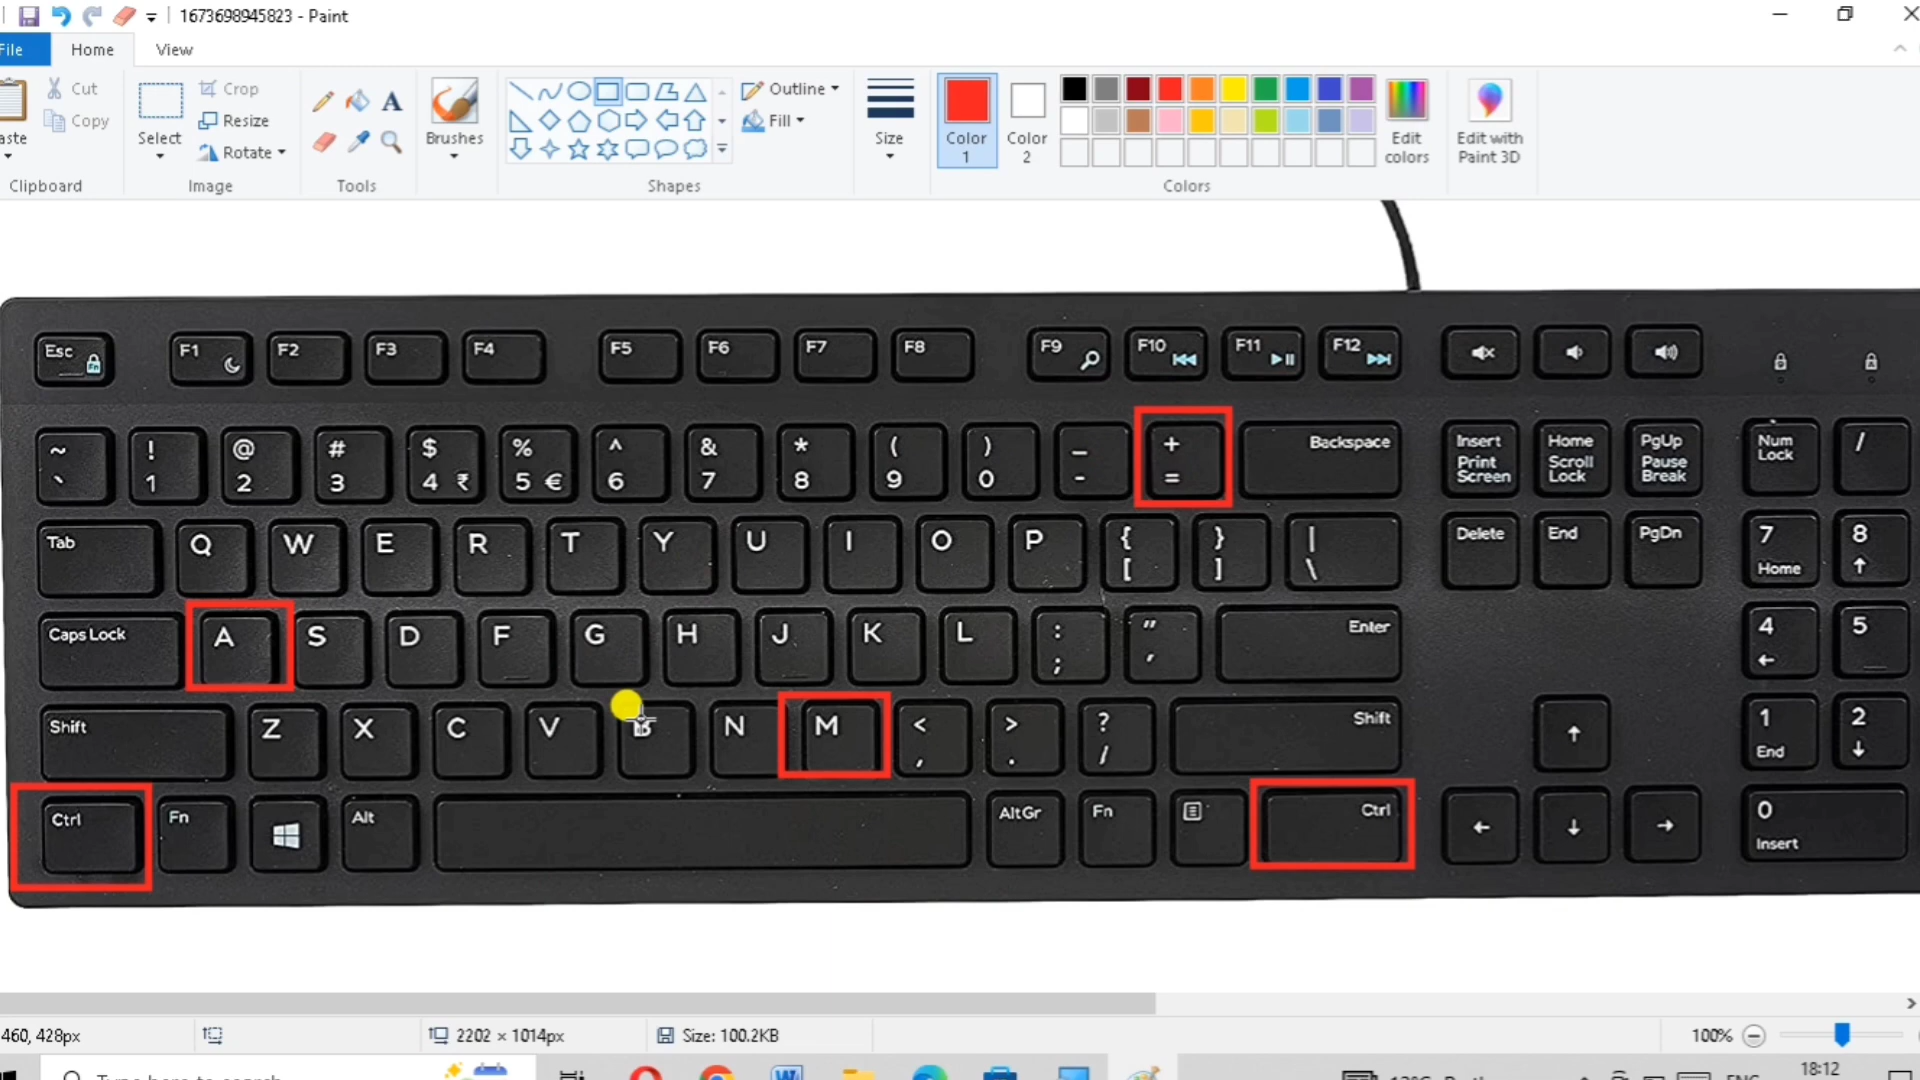 1673698945823 - Paint
File Home View
Cut Crop Outline
Copy Resize Fill
Select Rotate Brushes Size Color 1 Color 2 Edit colors Edit with Paint 3D
Clipboard Image Tools Shapes Colors
Esc Fn F1 F2 F3 F4 F5 F6 F7 F8 F9 F10 F11 F12
~ ! @ # $ % ^ & * ( ) _ + Backspace Insert Home PgUp Num Lock /
` 1 2 3 4 ₹ 5 € 6 7 8 9 0 - = Print Screen Scroll Lock Pause Break
Tab Q W E R T Y U I O P { [ } ] | \ Delete End PgDn 7 Home 8 ↑
Caps Lock A S D F G H J K L : ; " ' Enter 4 ← 5
Shift Z X C V B N M < , > . ? / Shift ↑ 1 End 2 ↓
Ctrl Fn Alt AltGr Fn Ctrl ← ↓ → 0 Insert
460, 428px 2202 × 1014px Size: 100.2KB 100%
Type here to search 18:12